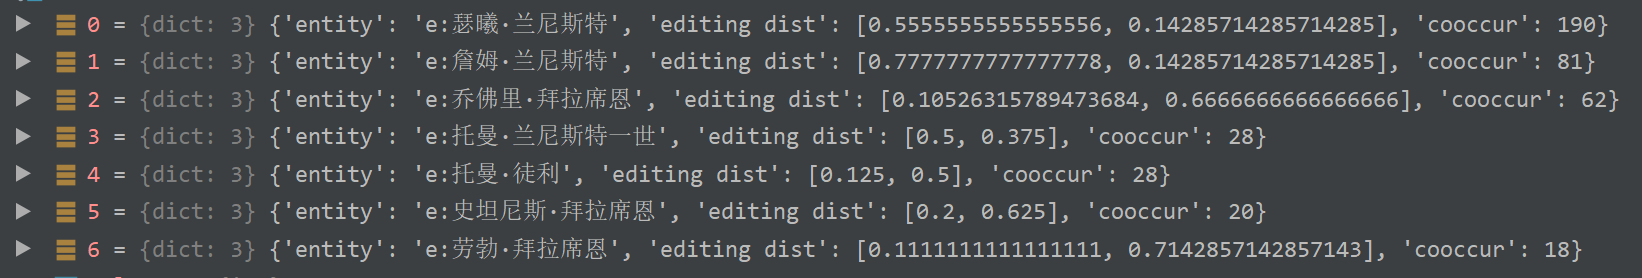 0 = {dict: 3} {'entity': 'e:瑟曦·兰尼斯特', 'editing dist': [0.5555555555555556, 0.14285714285714285], 'cooccur': 190}
1 = {dict: 3} {'entity': 'e:詹姆·兰尼斯特', 'editing dist': [0.7777777777777778, 0.14285714285714285], 'cooccur': 81}
2 = {dict: 3} {'entity': 'e:乔佛里·拜拉席恩', 'editing dist': [0.10526315789473684, 0.6666666666666666], 'cooccur': 62}
3 = {dict: 3} {'entity': 'e:托曼·兰尼斯特一世', 'editing dist': [0.5, 0.375], 'cooccur': 28}
4 = {dict: 3} {'entity': 'e:托曼·徒利', 'editing dist': [0.125, 0.5], 'cooccur': 28}
5 = {dict: 3} {'entity': 'e:史坦尼斯·拜拉席恩', 'editing dist': [0.2, 0.625], 'cooccur': 20}
6 = {dict: 3} {'entity': 'e:劳勃·拜拉席恩', 'editing dist': [0.1111111111111111, 0.7142857142857143], 'cooccur': 18}